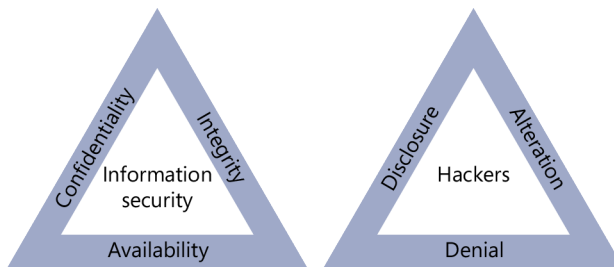 Confidentiality
Integrity
Information
security
Availability
Disclosure
Alteration
Hackers
Denial